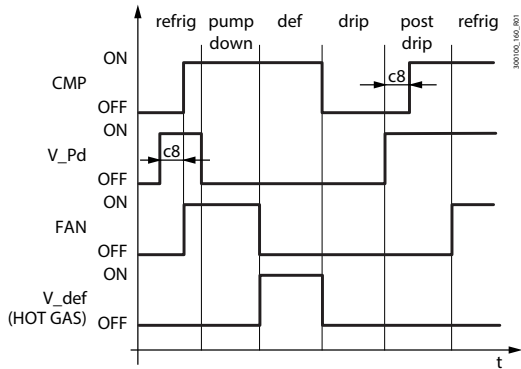 refrig pump down def drip post drip refrig
300100_160_R01
ON
CMP
OFF
c8
ON
V_Pd
c8
OFF
ON
FAN
OFF
ON
V_def
(HOT GAS)
OFF
t